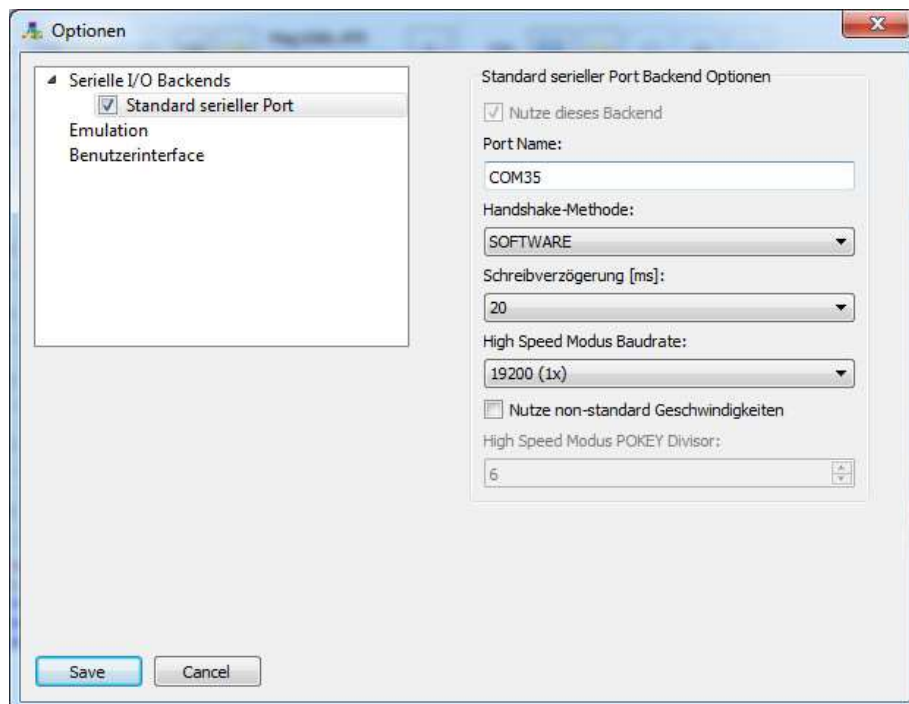 Optionen
Serielle I/O Backends
Standard serieller Port
Emulation
Benutzerinterface
Standard serieller Port Backend Optionen
Nutze dieses Backend
Port Name:
COM35
Handshake-Methode:
SOFTWARE
Schreibverzögerung [ms]:
20
High Speed Modus Baudrate:
19200 (1x)
Nutze non-standard Geschwindigkeiten
High Speed Modus POKEY Divisor:
6
Save
Cancel